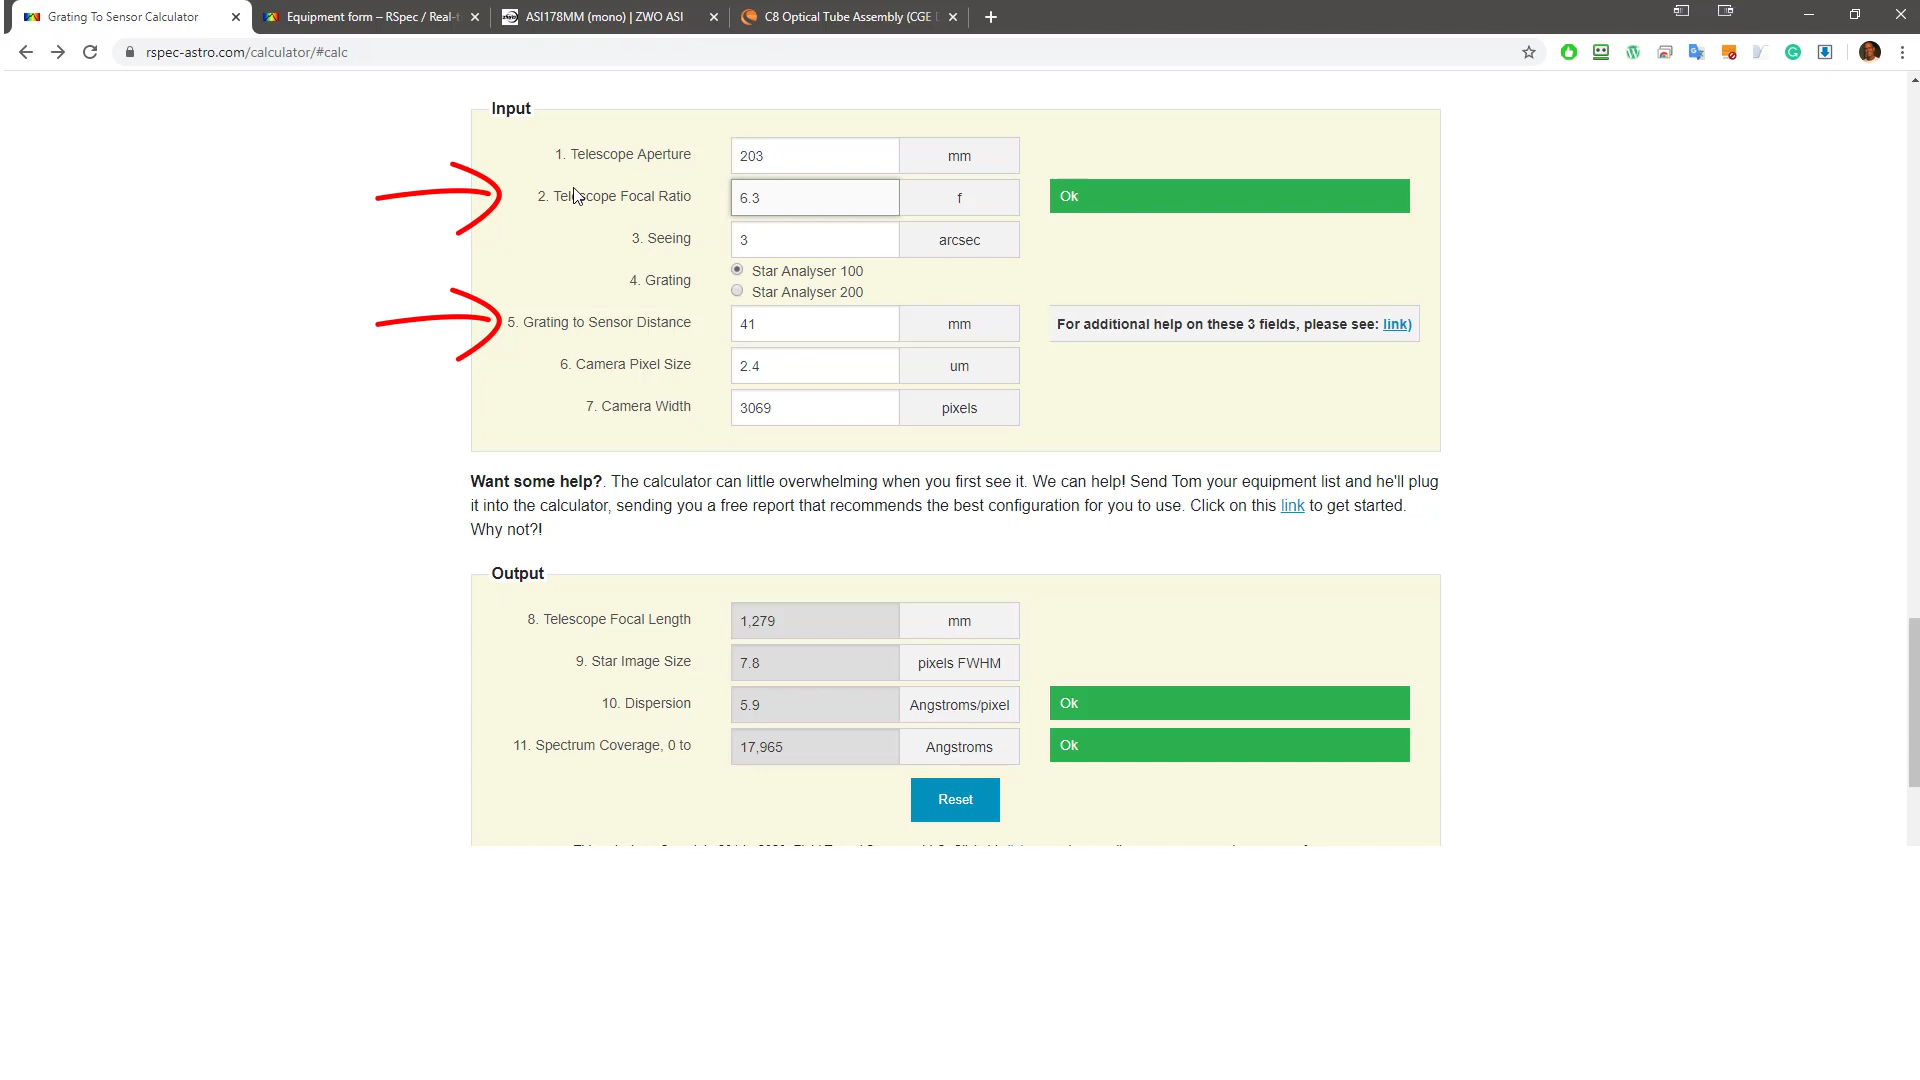 Grating To Sensor Calculator
Equipment form – RSpec / Real-t
ASI178MM (mono) | ZWO ASI
C8 Optical Tube Assembly (CGE D
rspec-astro.com/calculator/#calc
Input
1. Telescope Aperture 203 mm
2. Telescope Focal Ratio 6.3 f Ok
3. Seeing 3 arcsec
4. Grating
Star Analyser 100
Star Analyser 200
5. Grating to Sensor Distance 41 mm For additional help on these 3 fields, please see: link)
6. Camera Pixel Size 2.4 um
7. Camera Width 3069 pixels
Want some help?. The calculator can little overwhelming when you first see it. We can help! Send Tom your equipment list and he'll plug
it into the calculator, sending you a free report that recommends the best configuration for you to use. Click on this link to get started.
Why not?!
Output
8. Telescope Focal Length 1,279 mm
9. Star Image Size 7.8 pixels FWHM
10. Dispersion 5.9 Angstroms/pixel Ok
11. Spectrum Coverage, 0 to 17,965 Angstroms Ok
Reset